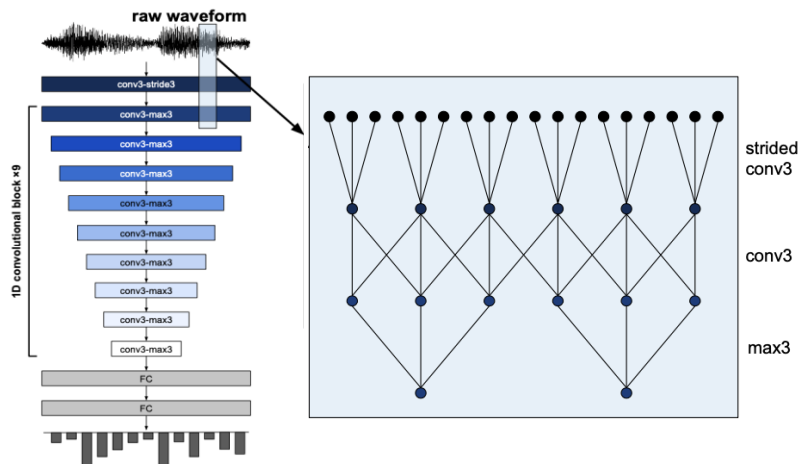 raw waveform
conv3-stride3
conv3-max3
conv3-max3
conv3-max3
conv3-max3
conv3-max3
conv3-max3
conv3-max3
conv3-max3
conv3-max3
1D convolutional block ×9
FC
FC
strided
conv3
conv3
max3